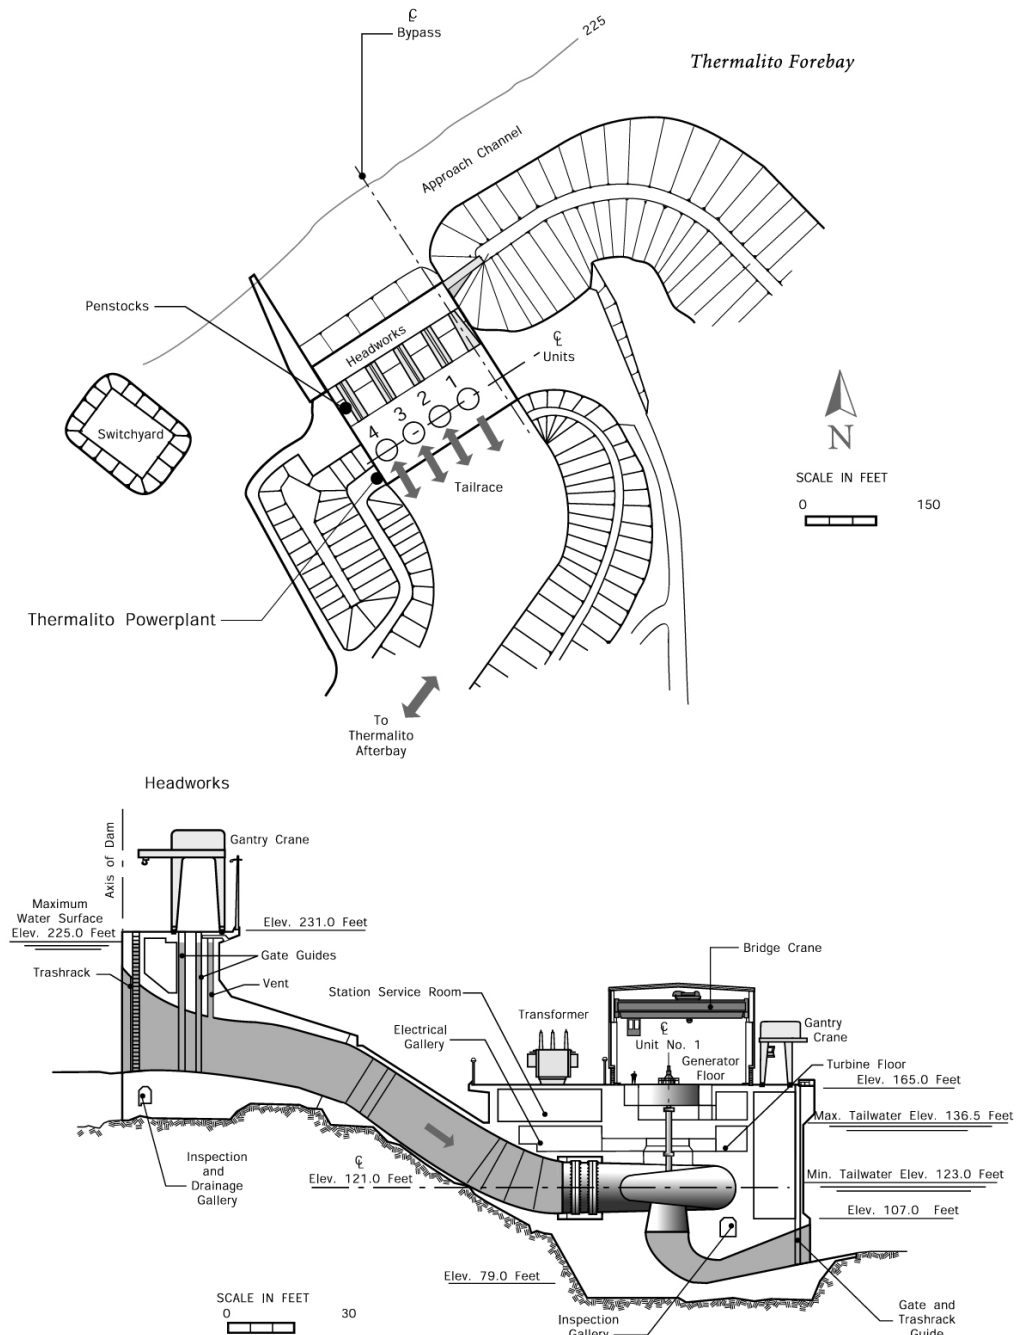 ℄
Bypass
225
Thermalito Forebay
Approach Channel
Penstocks
Headworks
℄
Units
1
2
3
4
Switchyard
N
SCALE IN FEET
0 150
Tailrace
Thermalito Powerplant
To
Thermalito
Afterbay
Headworks
Axis of Dam
Gantry Crane
Maximum
Water Surface
Elev. 225.0 Feet
Elev. 231.0 Feet
Gate Guides
Trashrack
Vent
Bridge Crane
Station Service Room
Transformer
Electrical
Gallery
℄
Unit No. 1
Generator
Floor
Gantry
Crane
Turbine Floor
Elev. 165.0 Feet
Max. Tailwater Elev. 136.5 Feet
Inspection
and
Drainage
Gallery
℄
Elev. 121.0 Feet
Min. Tailwater Elev. 123.0 Feet
Elev. 107.0 Feet
Elev. 79.0 Feet
SCALE IN FEET
0 30
Inspection
Gallery
Gate and
Trashrack
Guide